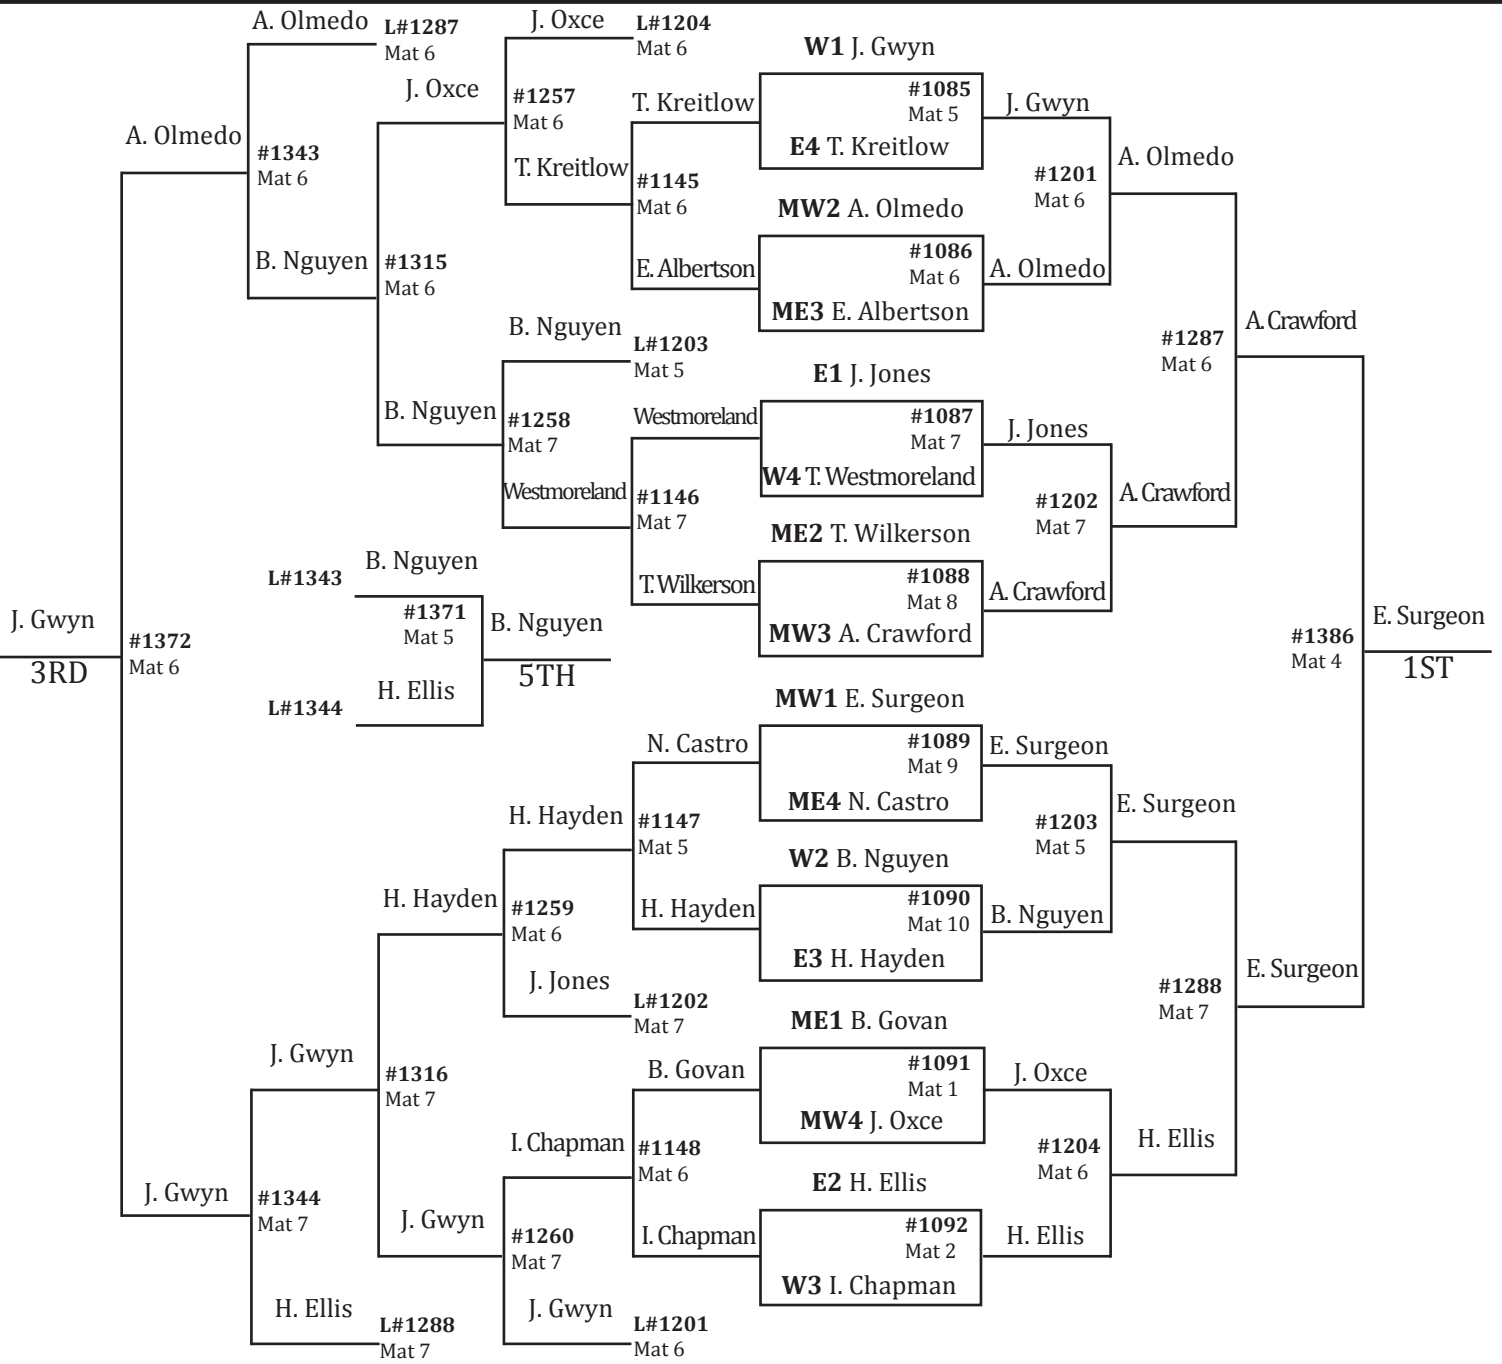 A. Olmedo
L#1287
Mat 6
J. Oxce
L#1204
Mat 6
W1 J. Gwyn
J. Oxce
#1257
Mat 6
T. Kreitlow
#1085
Mat 5
J. Gwyn
A. Olmedo
#1343
Mat 6
T. Kreitlow
#1145
Mat 6
E4 T. Kreitlow
#1201
Mat 6
A. Olmedo
MW2 A. Olmedo
B. Nguyen
#1315
Mat 6
E. Albertson
#1086
Mat 6
A. Olmedo
ME3 E. Albertson
B. Nguyen
L#1203
Mat 5
#1287
Mat 6
A. Crawford
E1 J. Jones
B. Nguyen
#1258
Mat 7
Westmoreland
#1087
Mat 7
J. Jones
W4 T. Westmoreland
Westmoreland
#1146
Mat 7
#1202
Mat 7
A. Crawford
ME2 T. Wilkerson
L#1343
B. Nguyen
T. Wilkerson
#1088
Mat 8
A. Crawford
J. Gwyn
#1371
Mat 5
B. Nguyen
MW3 A. Crawford
E. Surgeon
3RD
#1372
Mat 6
5TH
#1386
Mat 4
1ST
H. Ellis
L#1344
MW1 E. Surgeon
N. Castro
#1089
Mat 9
E. Surgeon
ME4 N. Castro
H. Hayden
#1147
Mat 5
#1203
Mat 5
E. Surgeon
W2 B. Nguyen
H. Hayden
#1259
Mat 6
H. Hayden
#1090
Mat 10
B. Nguyen
E3 H. Hayden
J. Jones
L#1202
Mat 7
#1288
Mat 7
E. Surgeon
ME1 B. Govan
J. Gwyn
#1316
Mat 7
B. Govan
#1091
Mat 1
J. Oxce
MW4 J. Oxce
I. Chapman
#1148
Mat 6
#1204
Mat 6
H. Ellis
E2 H. Ellis
J. Gwyn
#1344
Mat 7
J. Gwyn
#1260
Mat 7
I. Chapman
#1092
Mat 2
H. Ellis
W3 I. Chapman
H. Ellis
L#1288
Mat 7
J. Gwyn
L#1201
Mat 6